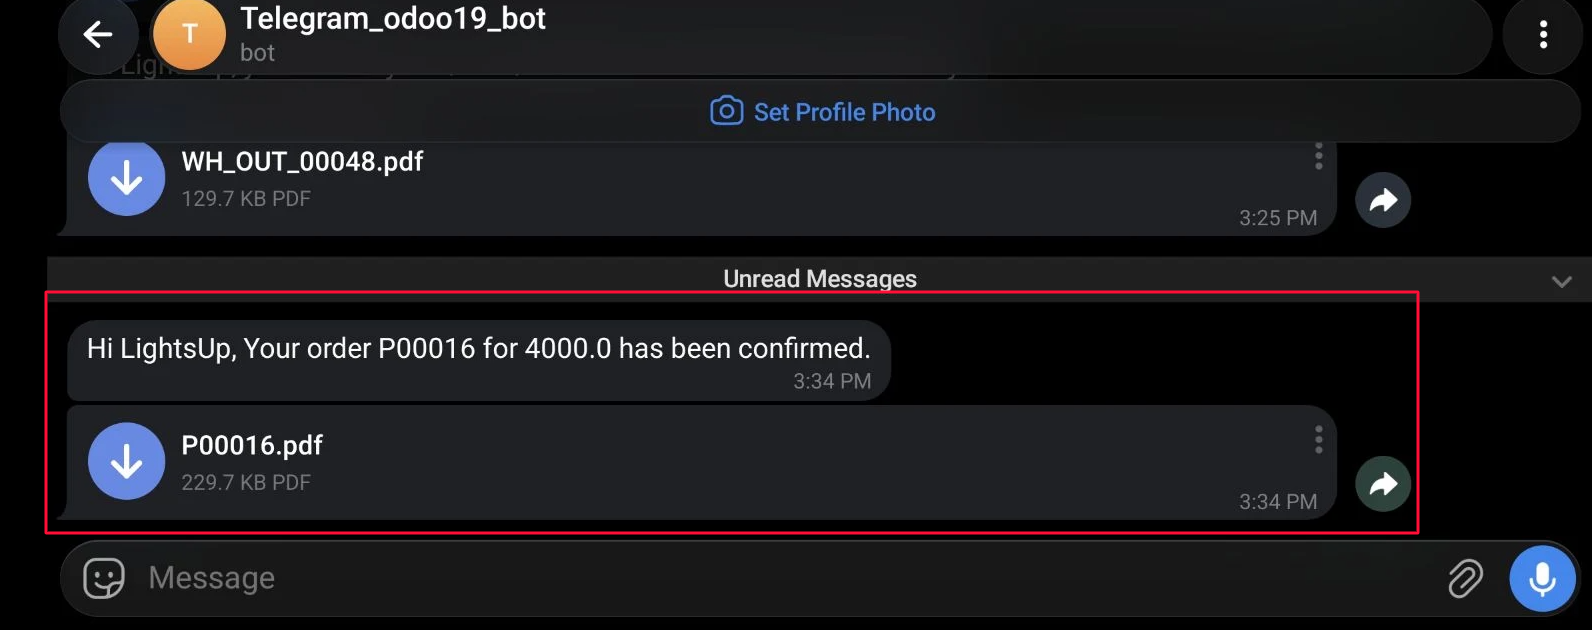 T
Telegram_odoo19_bot
bot
Set Profile Photo
WH_OUT_00048.pdf
129.7 KB PDF
3:25 PM
Unread Messages
Hi LightsUp, Your order P00016 for 4000.0 has been confirmed.
3:34 PM
P00016.pdf
229.7 KB PDF
3:34 PM
Message